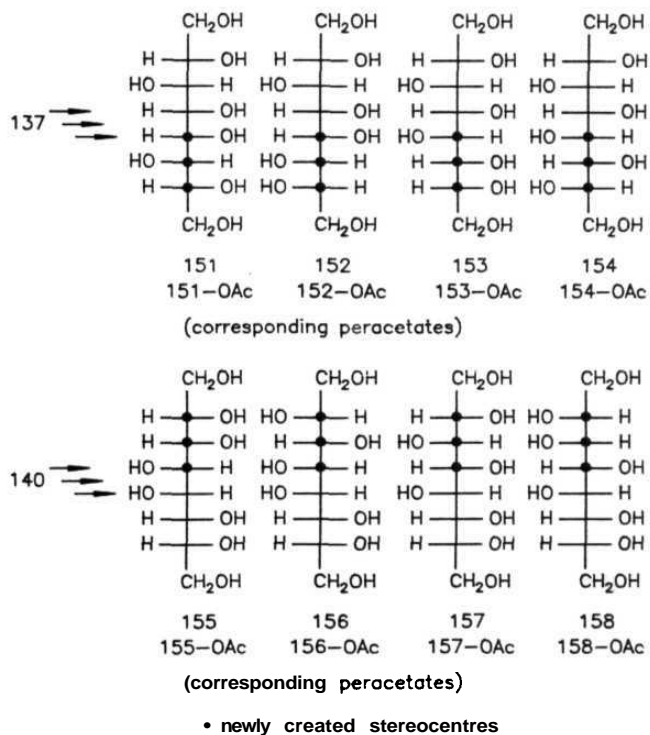 CH₂OH CH₂OH CH₂OH CH₂OH
H OH H OH H OH H OH
HO H HO H HO H HO H
H OH H OH H OH H OH
137
H OH H OH HO H HO H
HO H HO H H OH H OH
H OH HO H H OH HO H
CH₂OH CH₂OH CH₂OH CH₂OH
151 152 153 154
151-OAc 152-OAc 153-OAc 154-OAc
(corresponding peracetates)
CH₂OH CH₂OH CH₂OH CH₂OH
H OH HO H H OH HO H
H OH H OH HO H HO H
HO H HO H H OH H OH
140
HO H HO H HO H HO H
H OH H OH H OH H OH
H OH H OH H OH H OH
CH₂OH CH₂OH CH₂OH CH₂OH
155 156 157 158
155-OAc 156-OAc 157-OAc 158-OAc
(corresponding peracetates)
• newly created stereocentres